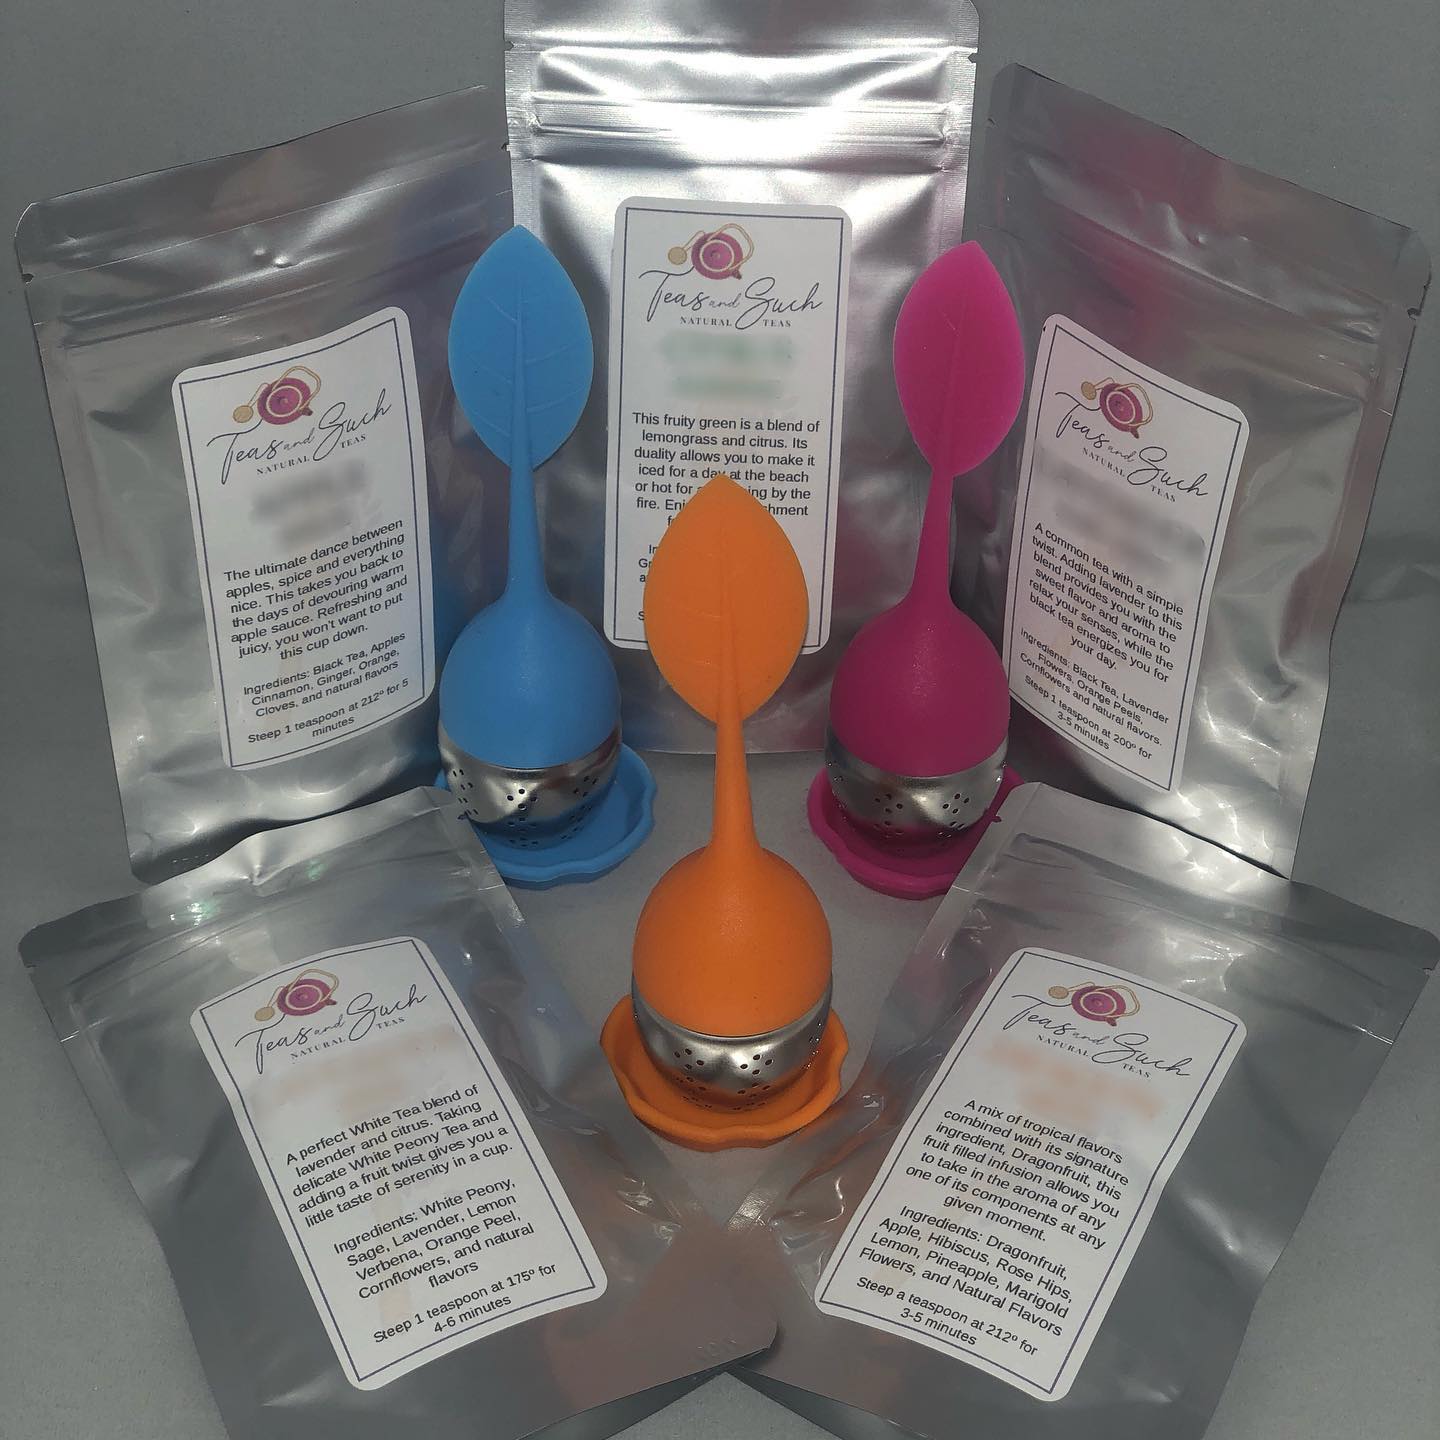 Teas and Such
NATURAL TEAS
The ultimate dance between
apples, spice and everything
nice. This takes you back to
the days of devouring warm
apple sauce. Refreshing and
juicy, you won't want to put
this cup down.
Ingredients: Black Tea, Apples
Cinnamon, Ginger, Orange,
Cloves, and natural flavors
Steep 1 teaspoon at 212º for 5
minutes
Teas and Such
NATURAL TEAS
This fruity green is a blend of
lemongrass and citrus. Its
duality allows you to make it
iced for a day at the beach
or hot for by the
fire.
Teas and Such
NATURAL TEAS
A common tea with a simple
twist. Adding lavender to this
blend provides you with the
sweet flavor and aroma to
relax your senses, while the
black tea energizes you for
your day.
Ingredients: Black Tea, Lavender
Flowers, Orange Peels,
Cornflowers and natural flavors.
Steep 1 teaspoon at 200º for
3-5 minutes
Teas and Such
NATURAL TEAS
A perfect White Tea blend of
lavender and citrus. Taking
delicate White Peony Tea and
adding a fruit twist gives you a
little taste of serenity in a cup.
Ingredients: White Peony,
Sage, Lavender, Lemon
Verbena, Orange Peel,
Cornflowers, and natural
flavors
Steep 1 teaspoon at 175º for
4-6 minutes
Teas and Such
NATURAL TEAS
A mix of tropical flavors
combined with its signature
ingredient, Dragonfruit, this
fruit filled infusion allows you
to take in the aroma of any
one of its components at any
given moment.
Ingredients: Dragonfruit,
Apple, Hibiscus, Rose Hips,
Lemon, Pineapple, Marigold
Flowers, and Natural Flavors
Steep a teaspoon at 212º for
3-5 minutes